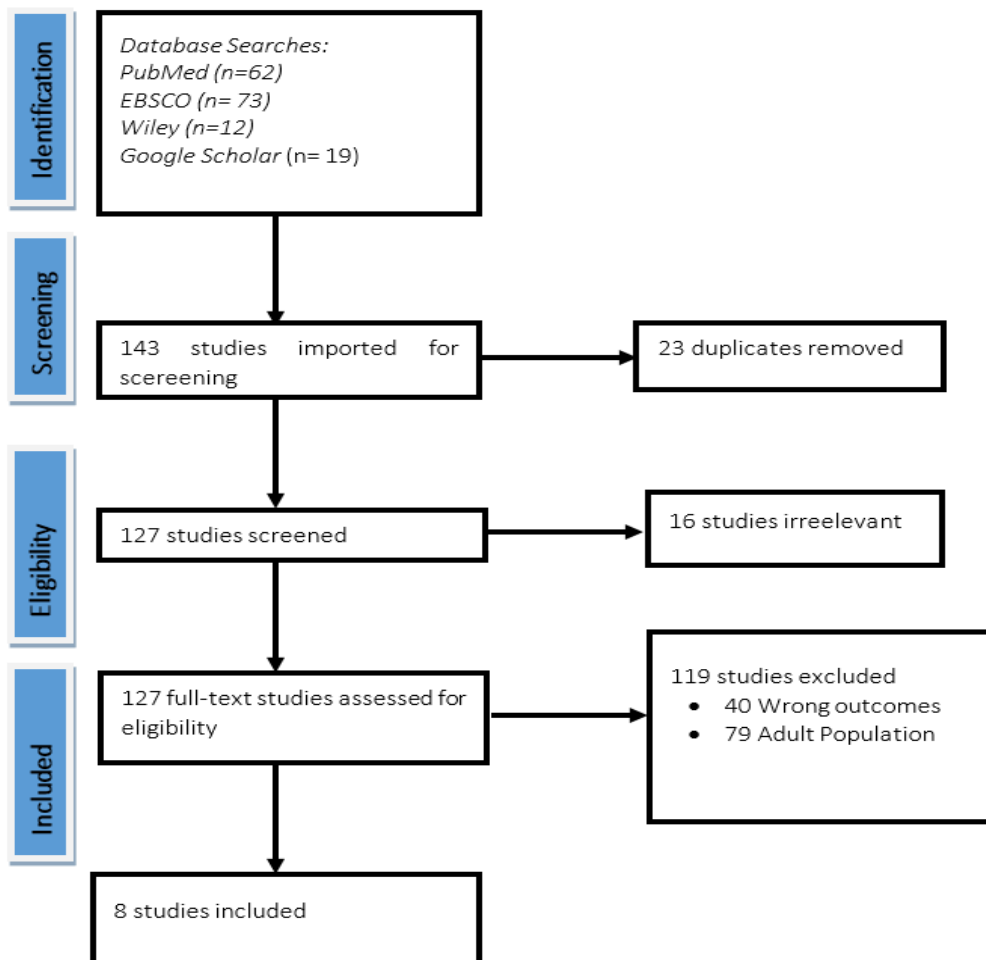 Identification
Database Searches:
PubMed (n=62)
EBSCO (n= 73)
Wiley (n=12)
Google Scholar (n= 19)
Screening
143 studies imported for
scereening
23 duplicates removed
Eligibility
127 studies screened
16 studies irreelevant
Included
127 full-text studies assessed for
eligibility
119 studies excluded
• 40 Wrong outcomes
• 79 Adult Population
8 studies included